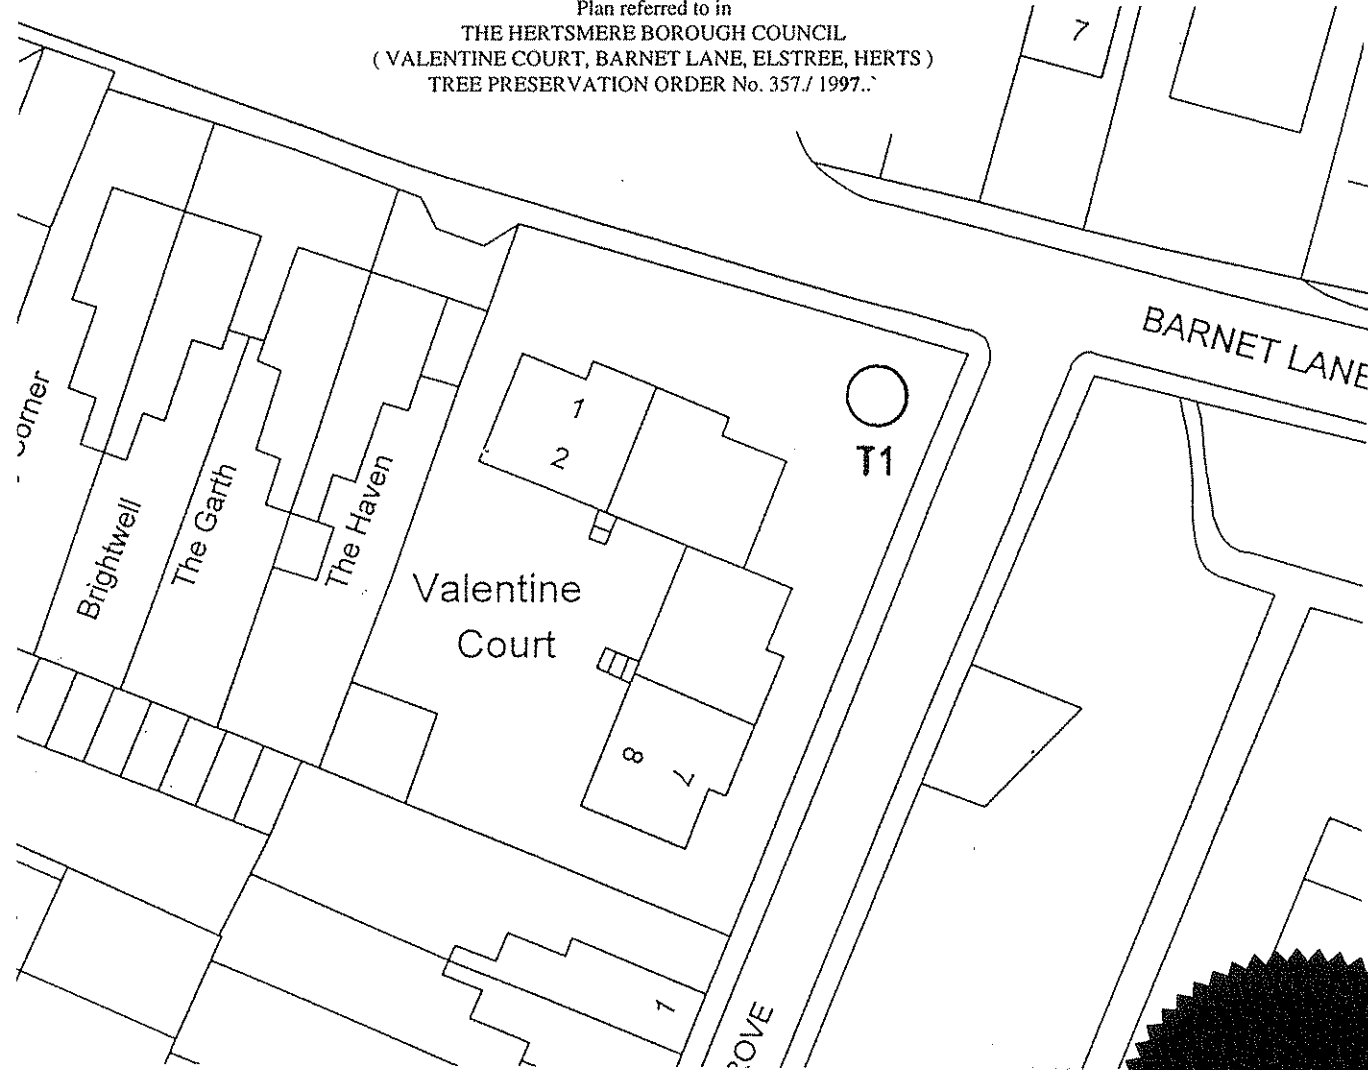 Plan referred to in
THE HERTSMERE BOROUGH COUNCIL
( VALENTINE COURT, BARNET LANE, ELSTREE, HERTS )
TREE PRESERVATION ORDER No. 357./ 1997..`
7
BARNET LANE
1
2
T1
orner
Brightwell
The Garth
The Haven
Valentine
Court
8
7
1
ROVE